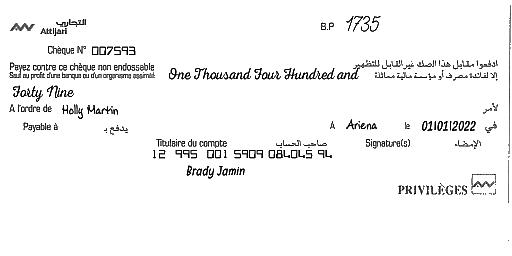 التجاري
Attijari
B.P 1735
Chèque N° 007593
Payez contre ce chèque non endossable
ادفعوا مقابل هذا الصك غير القابل للتظهير
Sauf au profit d'une banque ou d'un organisme assimilé
إلا لفائدة مصرف أو مؤسسة مالية مماثلة
One Thousand Four Hundred and
Forty Nine
A l'ordre de Holly Martin
لأمر
Payable à يدفع بـ
A Ariena le 01/01/2022 في
Titulaire du compte صاحب الحساب
Signature(s) الإمضاء
12 995 001 5909 084045 94
Brady Jamin
PRIVILÈGES